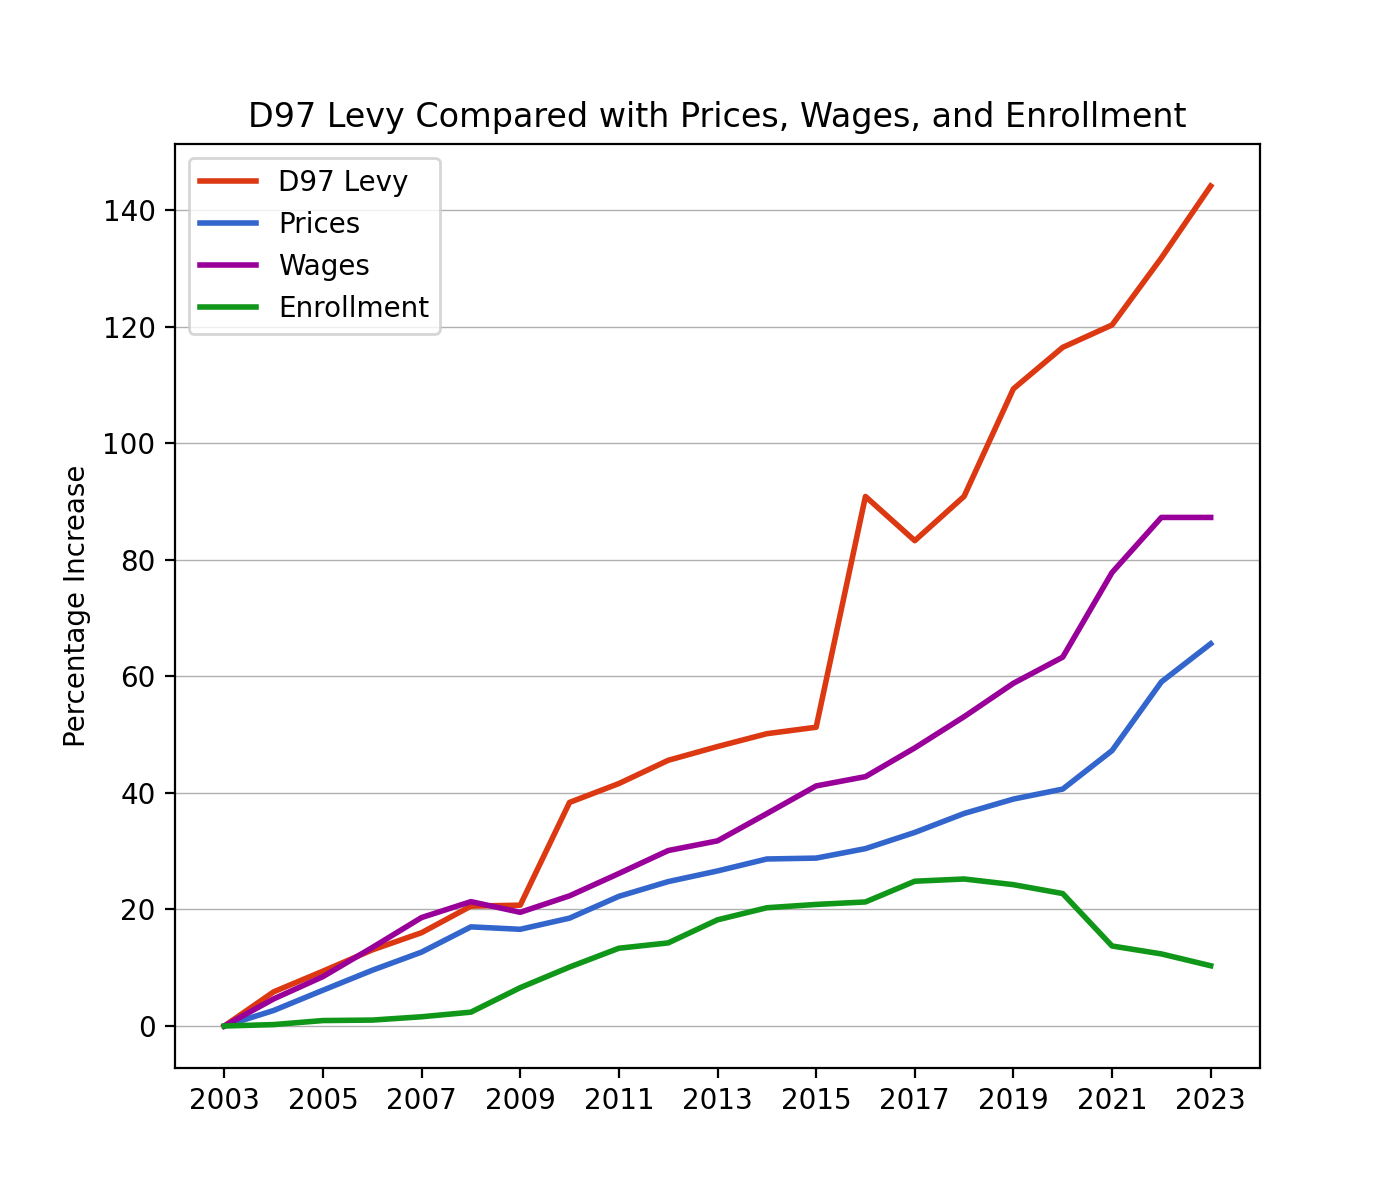 D97 Levy Compared with Prices, Wages, and Enrollment
D97 Levy
Prices
Wages
Enrollment
Percentage Increase
140
120
100
80
60
40
20
0
2003 2005 2007 2009 2011 2013 2015 2017 2019 2021 2023